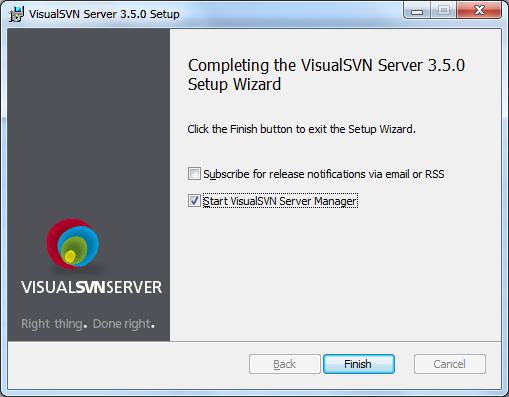 VisualSVN Server 3.5.0 Setup
Completing the VisualSVN Server 3.5.0
Setup Wizard
Click the Finish button to exit the Setup Wizard.
Subscribe for release notifications via email or RSS
Start VisualSVN Server Manager
VISUALSVNSERVER
Right thing. Done right.
Back
Finish
Cancel